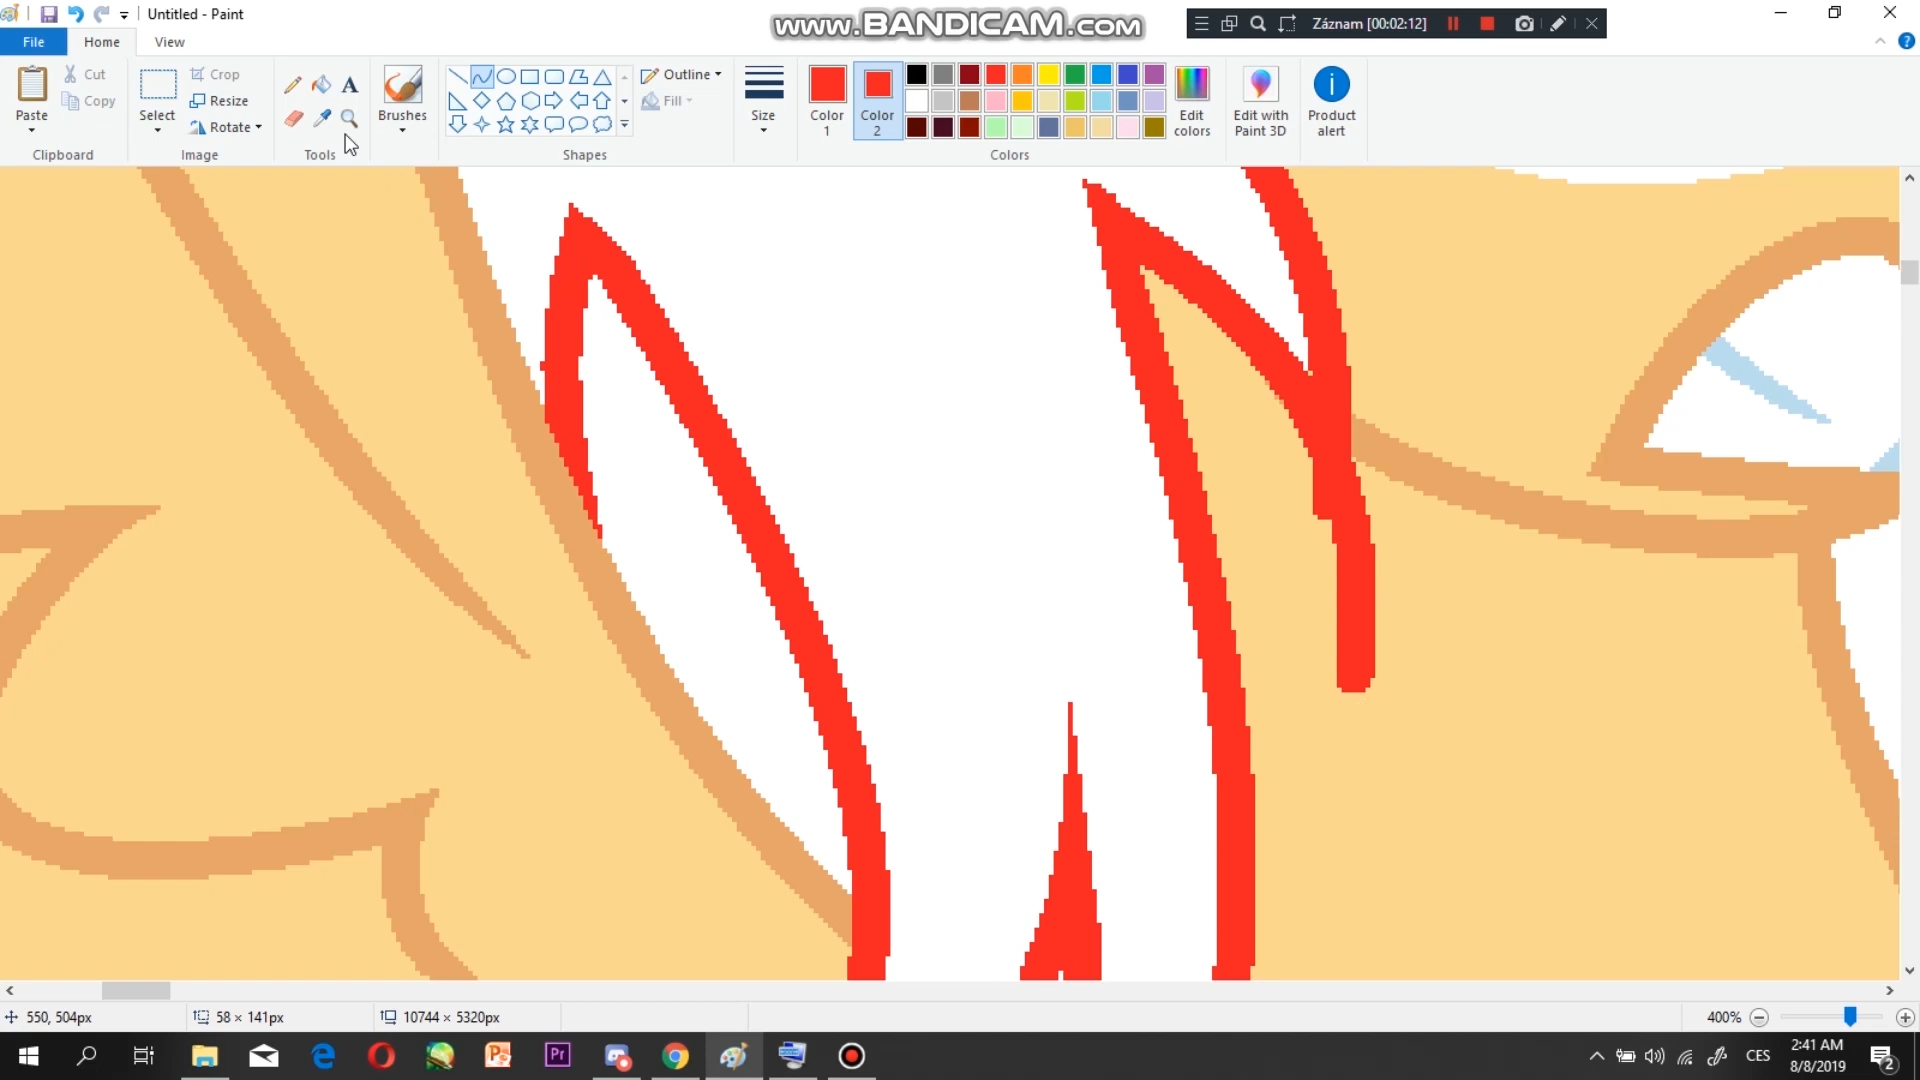 Untitled - Paint
www.BANDICAM.com
Záznam [00:02:12]
File
Home
View
Paste
Cut
Copy
Clipboard
Select
Crop
Resize
Rotate
Image
A
Tools
Brushes
Outline
Fill
Shapes
Size
Color 1
Color 2
Edit colors
Colors
Edit with Paint 3D
Product alert
550, 504px
58 × 141px
10744 × 5320px
400%
Pr
CES
2:41 AM
8/8/2019
2